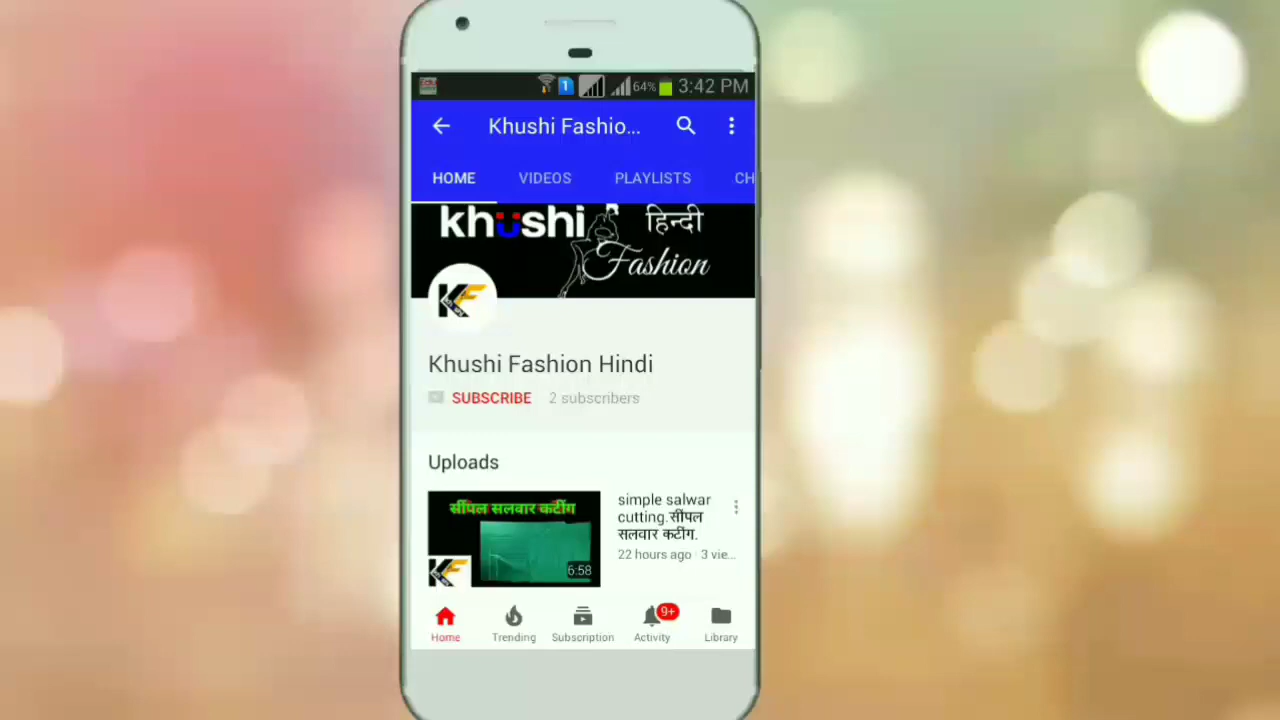 1 64% 3:42 PM
Khushi Fashio...
HOME VIDEOS PLAYLISTS CH
khushi हिन्दी
Fashion
KF
Khushi Fashion Hindi
SUBSCRIBE 2 subscribers
Uploads
सींपल सलवार कटींग
6:58
KF
simple salwar
cutting.सींपल
सलवार कटींग.
22 hours ago · 3 vie...
9+
Home Trending Subscription Activity Library